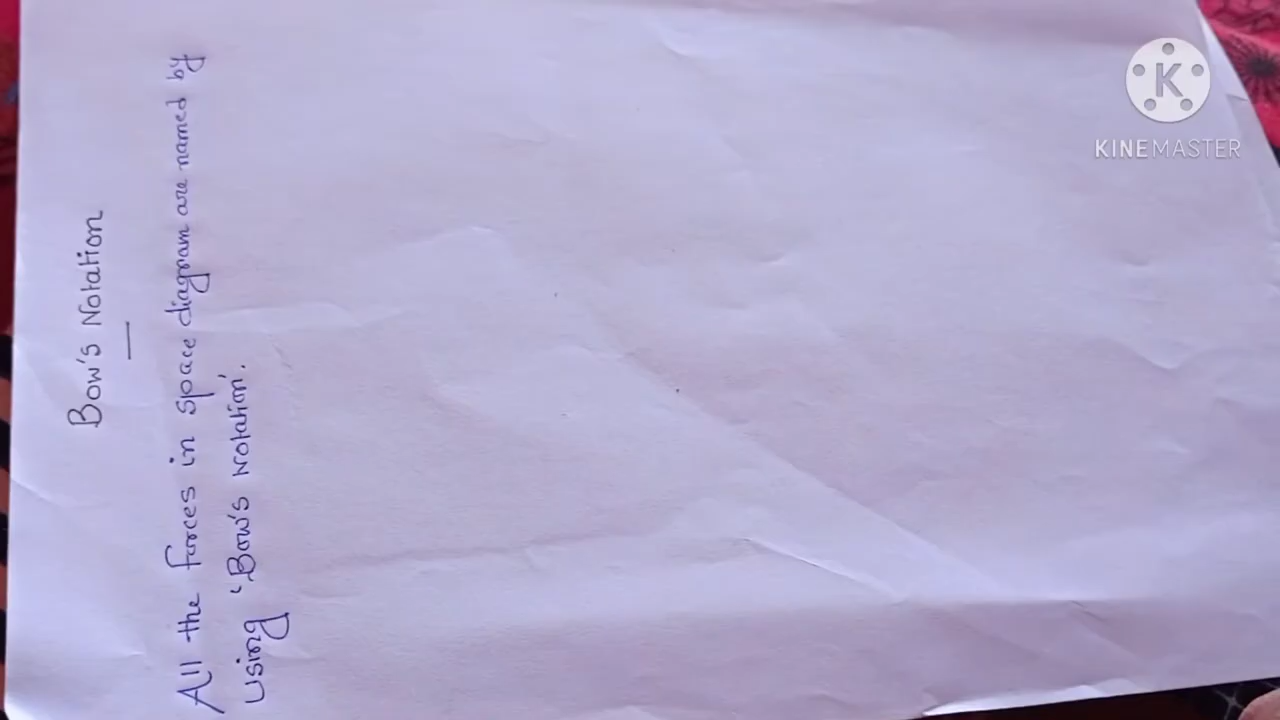 Bow's Notation
All the forces in space diagram are named by
using 'Bow's Notation'.
K
KINEMASTER